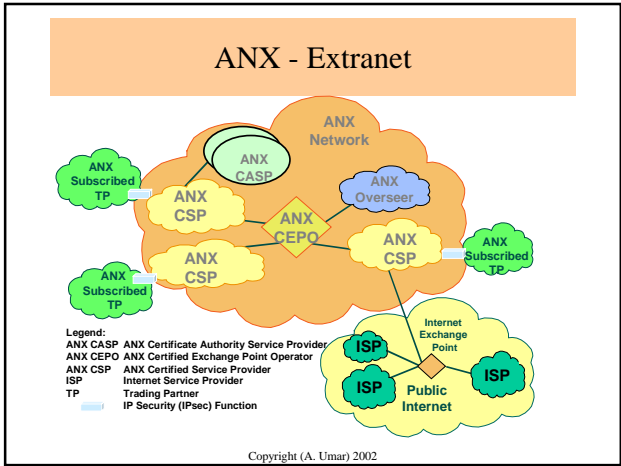 ANX - Extranet
ANX
Network
ANX
CASP
ANX
Subscribed
TP
ANX
Overseer
ANX
CSP
ANX
CEPO
ANX
CSP
ANX
Subscribed
TP
ANX
CSP
ANX
Subscribed
TP
Legend:
ANX CASP ANX Certificate Authority Service Provider
ANX CEPO ANX Certified Exchange Point Operator
ANX CSP ANX Certified Service Provider
ISP Internet Service Provider
TP Trading Partner
IP Security (IPsec) Function
Internet
Exchange
Point
ISP
ISP
ISP
Public
Internet
Copyright (A. Umar) 2002